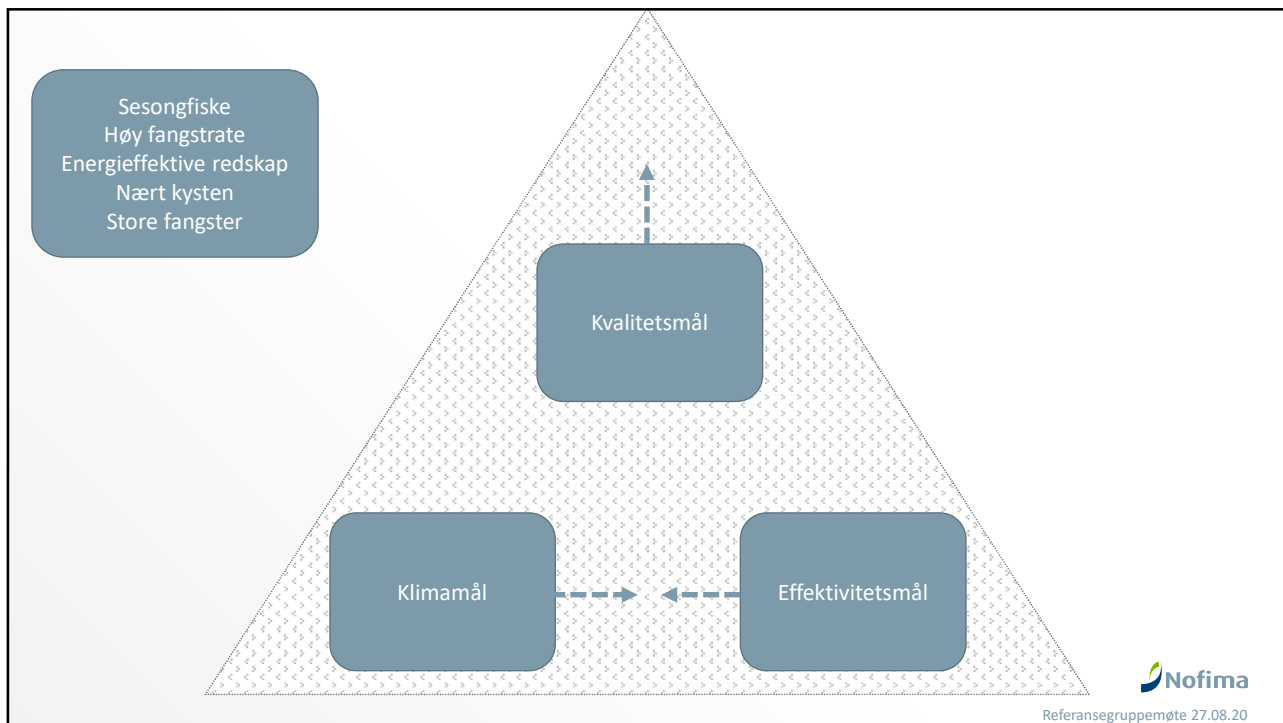 Sesongfiske
Høy fangstrate
Energieffektive redskap
Nært kysten
Store fangster
Kvalitetsmål
Klimamål
Effektivitetsmål
Nofima
Referansegruppemøte 27.08.20